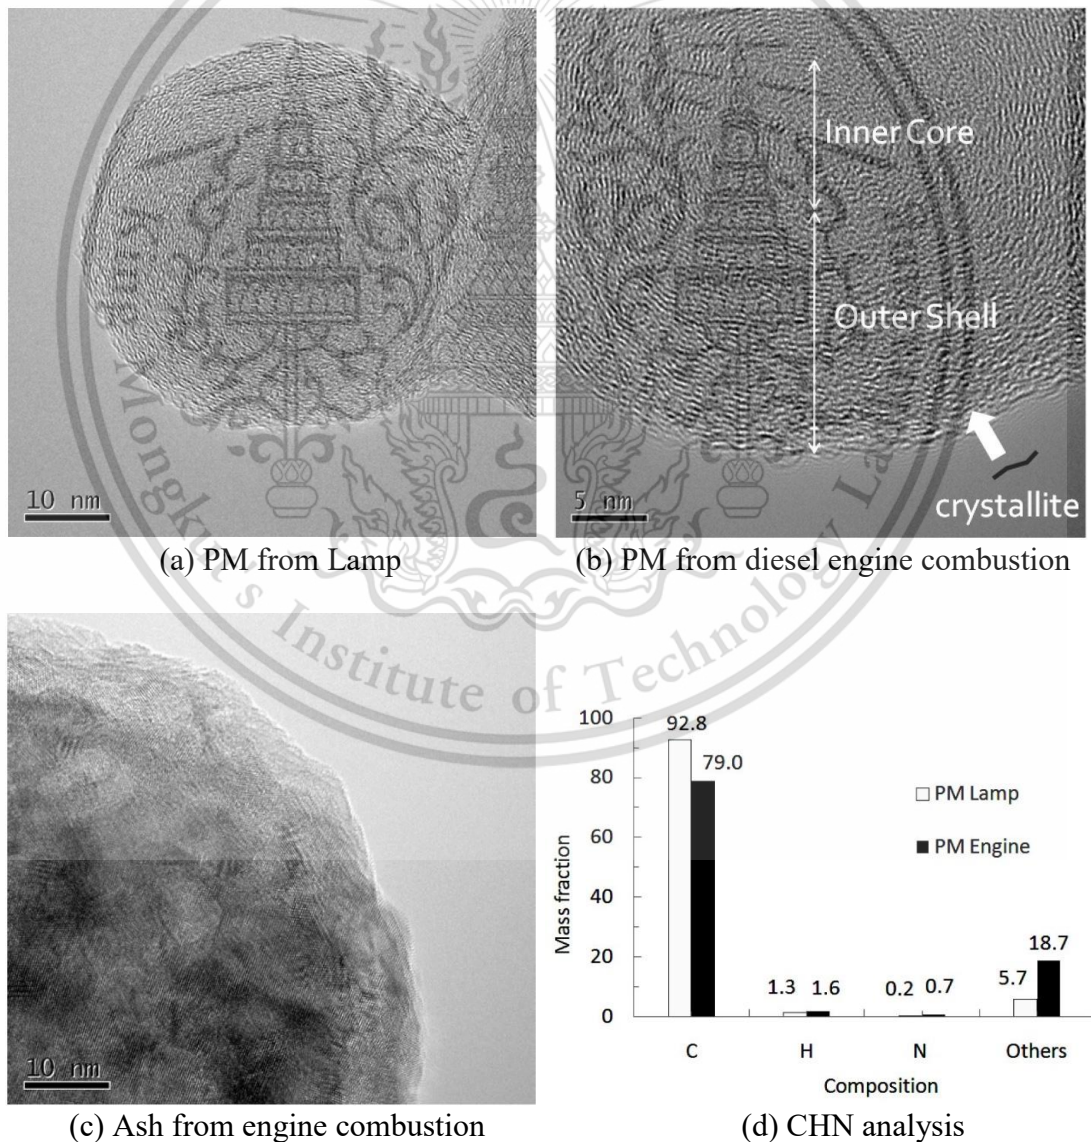 Inner Core
Outer Shell
crystallite
10 nm
5 nm
(a) PM from Lamp
(b) PM from diesel engine combustion
King Mongkut's Institute of Technology
10 nm
(c) Ash from engine combustion
100
80
60
40
20
0
Mass fraction
92.8
79.0
1.3
1.6
0.2
0.7
5.7
18.7
PM Lamp
PM Engine
C
H
N
Others
Composition
(d) CHN analysis